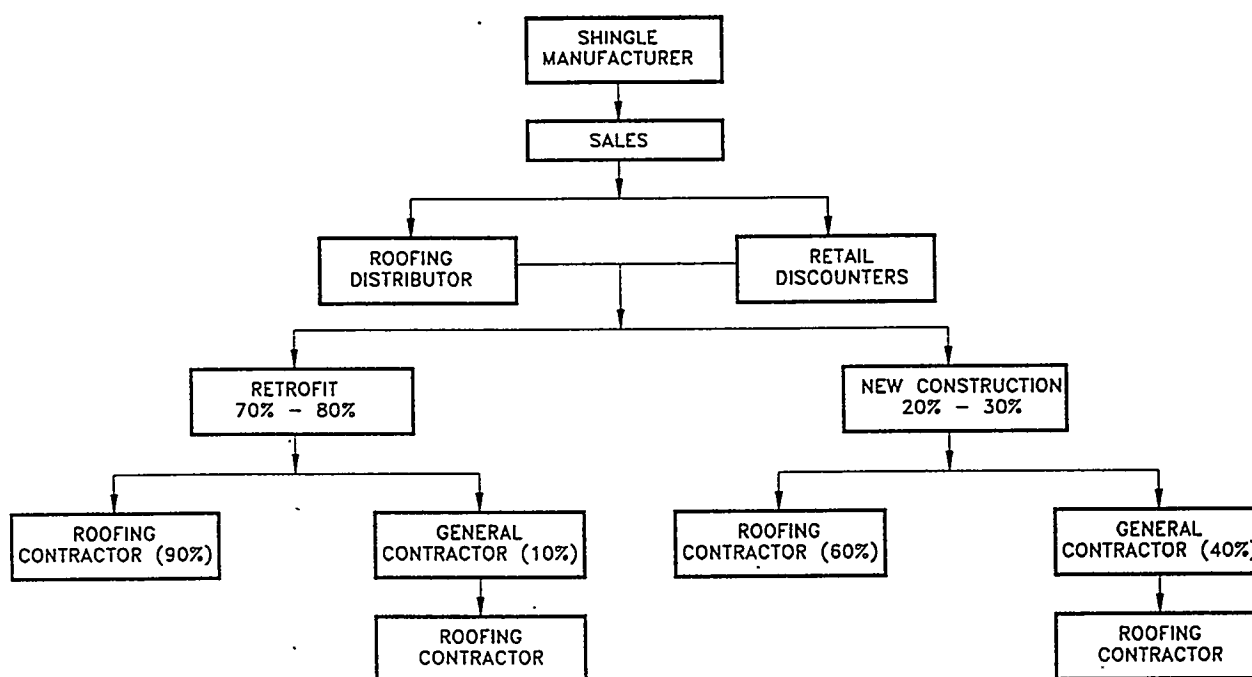 SHINGLE
MANUFACTURER
SALES
ROOFING
DISTRIBUTOR
RETAIL
DISCOUNTERS
RETROFIT
70% - 80%
NEW CONSTRUCTION
20% - 30%
ROOFING
CONTRACTOR (90%)
GENERAL
CONTRACTOR (10%)
ROOFING
CONTRACTOR (60%)
GENERAL
CONTRACTOR (40%)
ROOFING
CONTRACTOR
ROOFING
CONTRACTOR